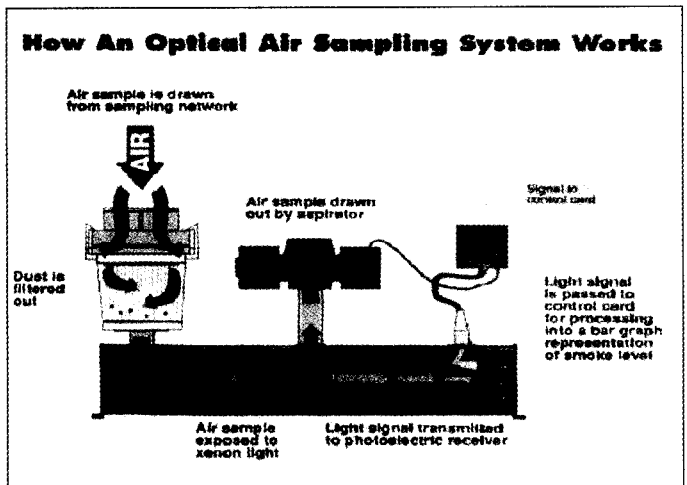 How An Optical Air Sampling System Works
Air sample is drawn
from sampling network
AIR
Air sample drawn
out by aspirator
Signal to
control card
Dust is
filtered
out
Light signal
is passed to
control card
for processing
into a bar graph
representation
of smoke level
Air sample
exposed to
xenon light
Light signal transmitted
to photoelectric receiver